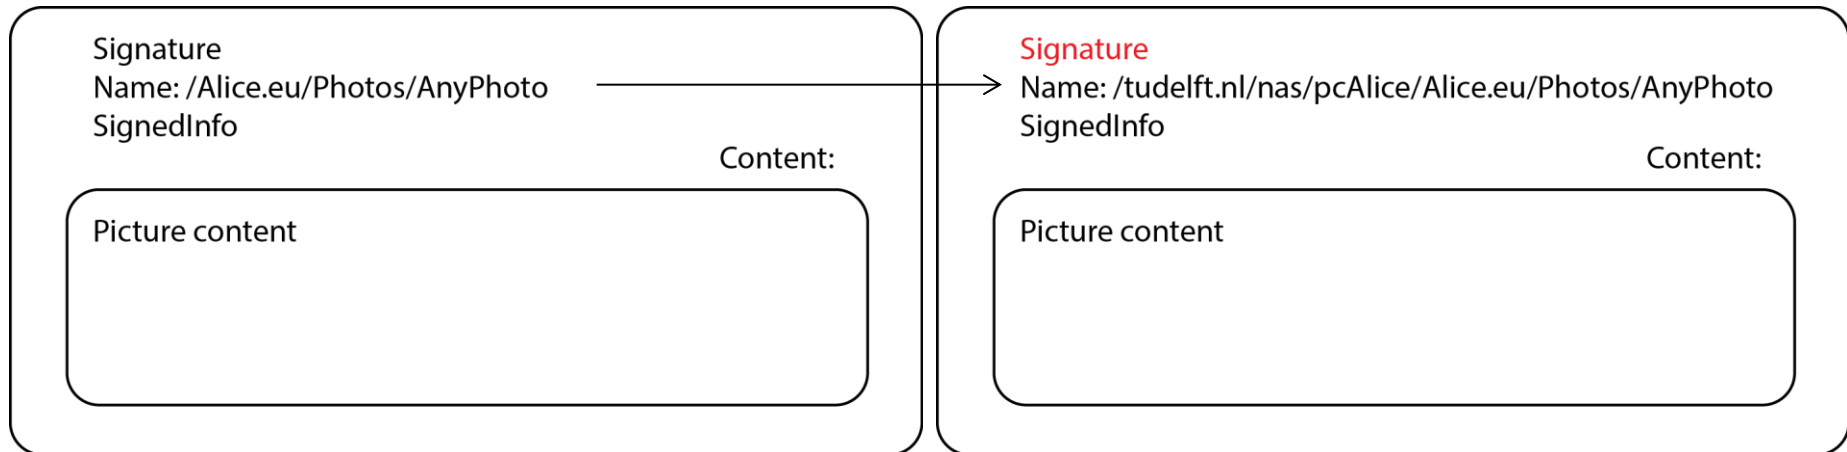 Signature
Name: /Alice.eu/Photos/AnyPhoto
SignedInfo
Content:
Picture content
Signature
Name: /tudelft.nl/nas/pcAlice/Alice.eu/Photos/AnyPhoto
SignedInfo
Content:
Picture content